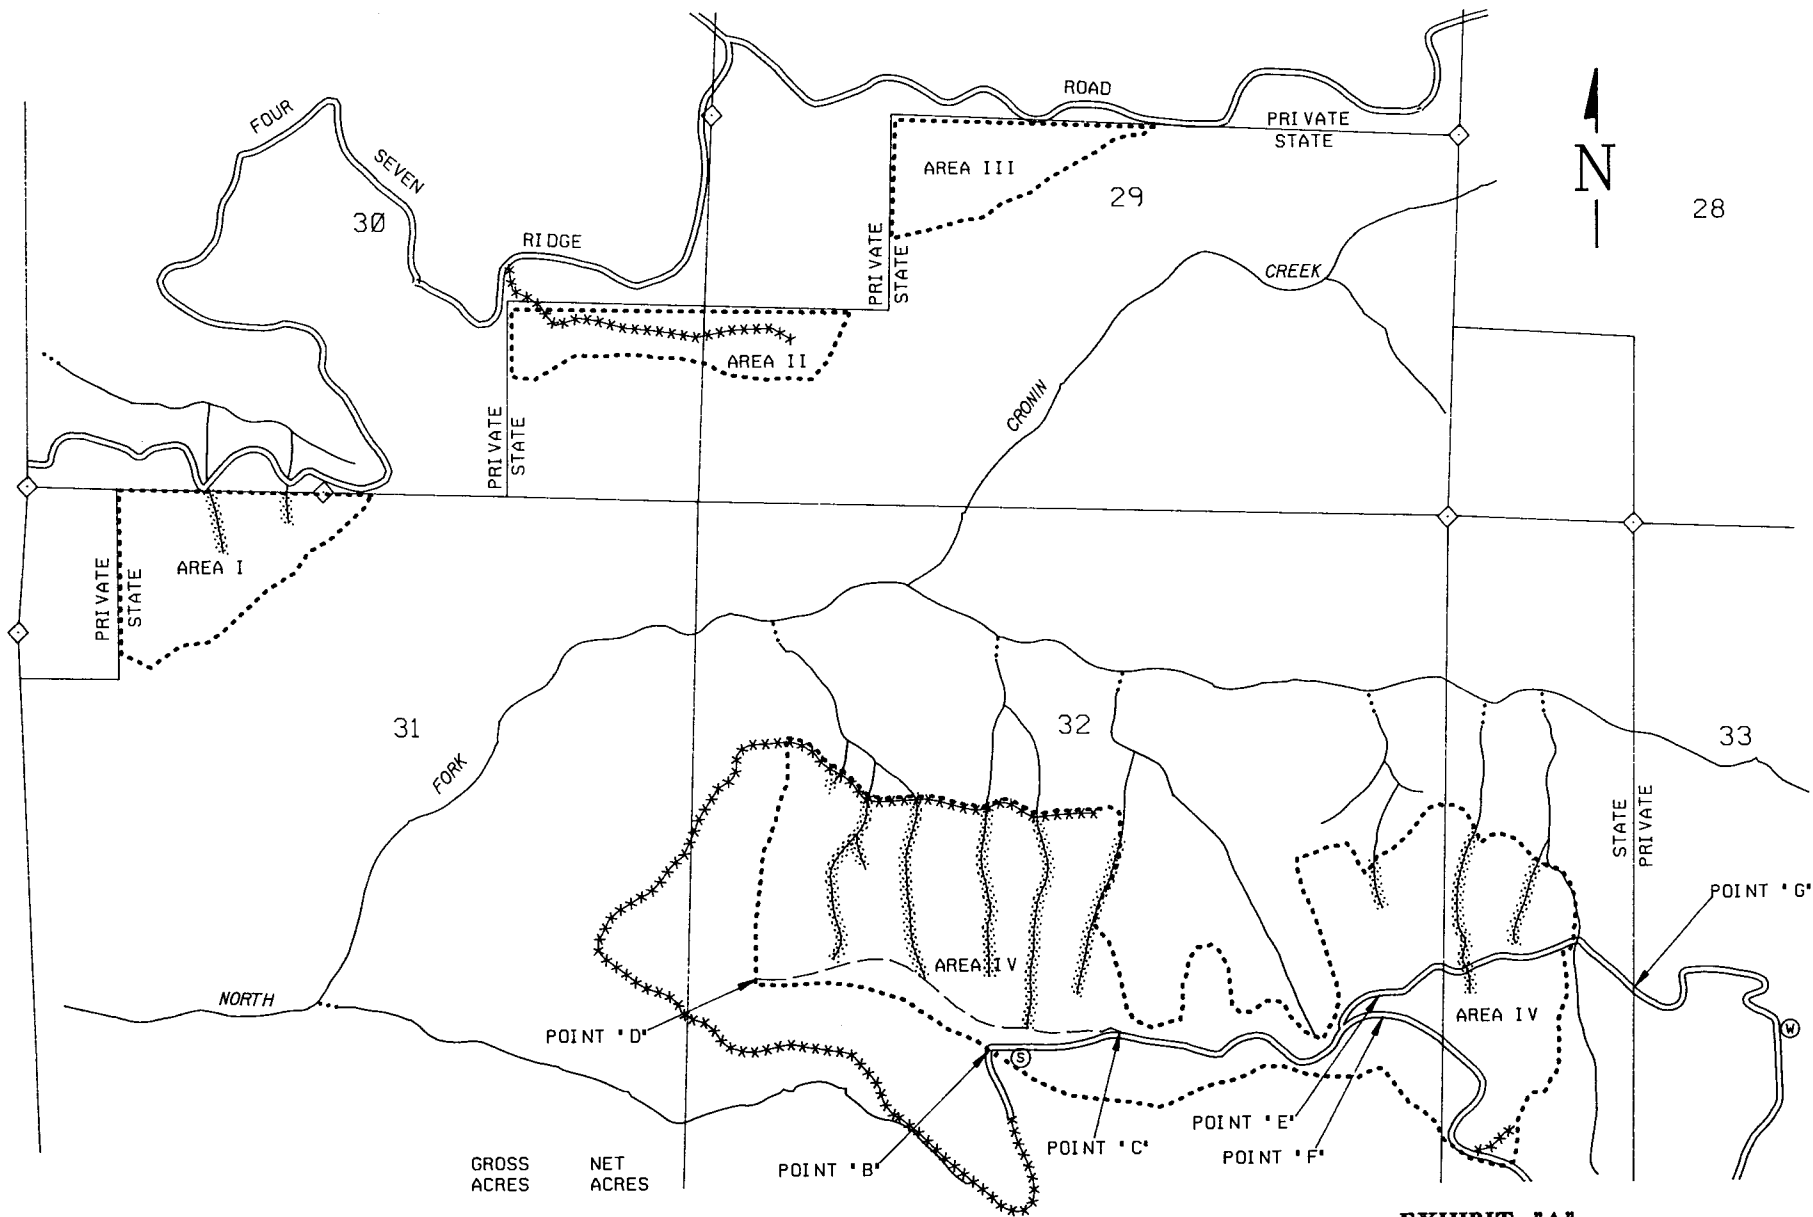 ROAD
FOUR
PRIVATE
STATE
SEVEN
AREA III
N
29
28
30
RIDGE
PRIVATE
STATE
CREEK
AREA II
CRONIN
PRIVATE
STATE
AREA I
PRIVATE
STATE
31
32
33
FORK
STATE
PRIVATE
POINT "G"
AREA IV
NORTH
AREA IV
POINT "D"
W
S
POINT "E"
POINT "C"
POINT "F"
POINT "B"
GROSS
ACRES
NET
ACRES
EXHIBIT "A"